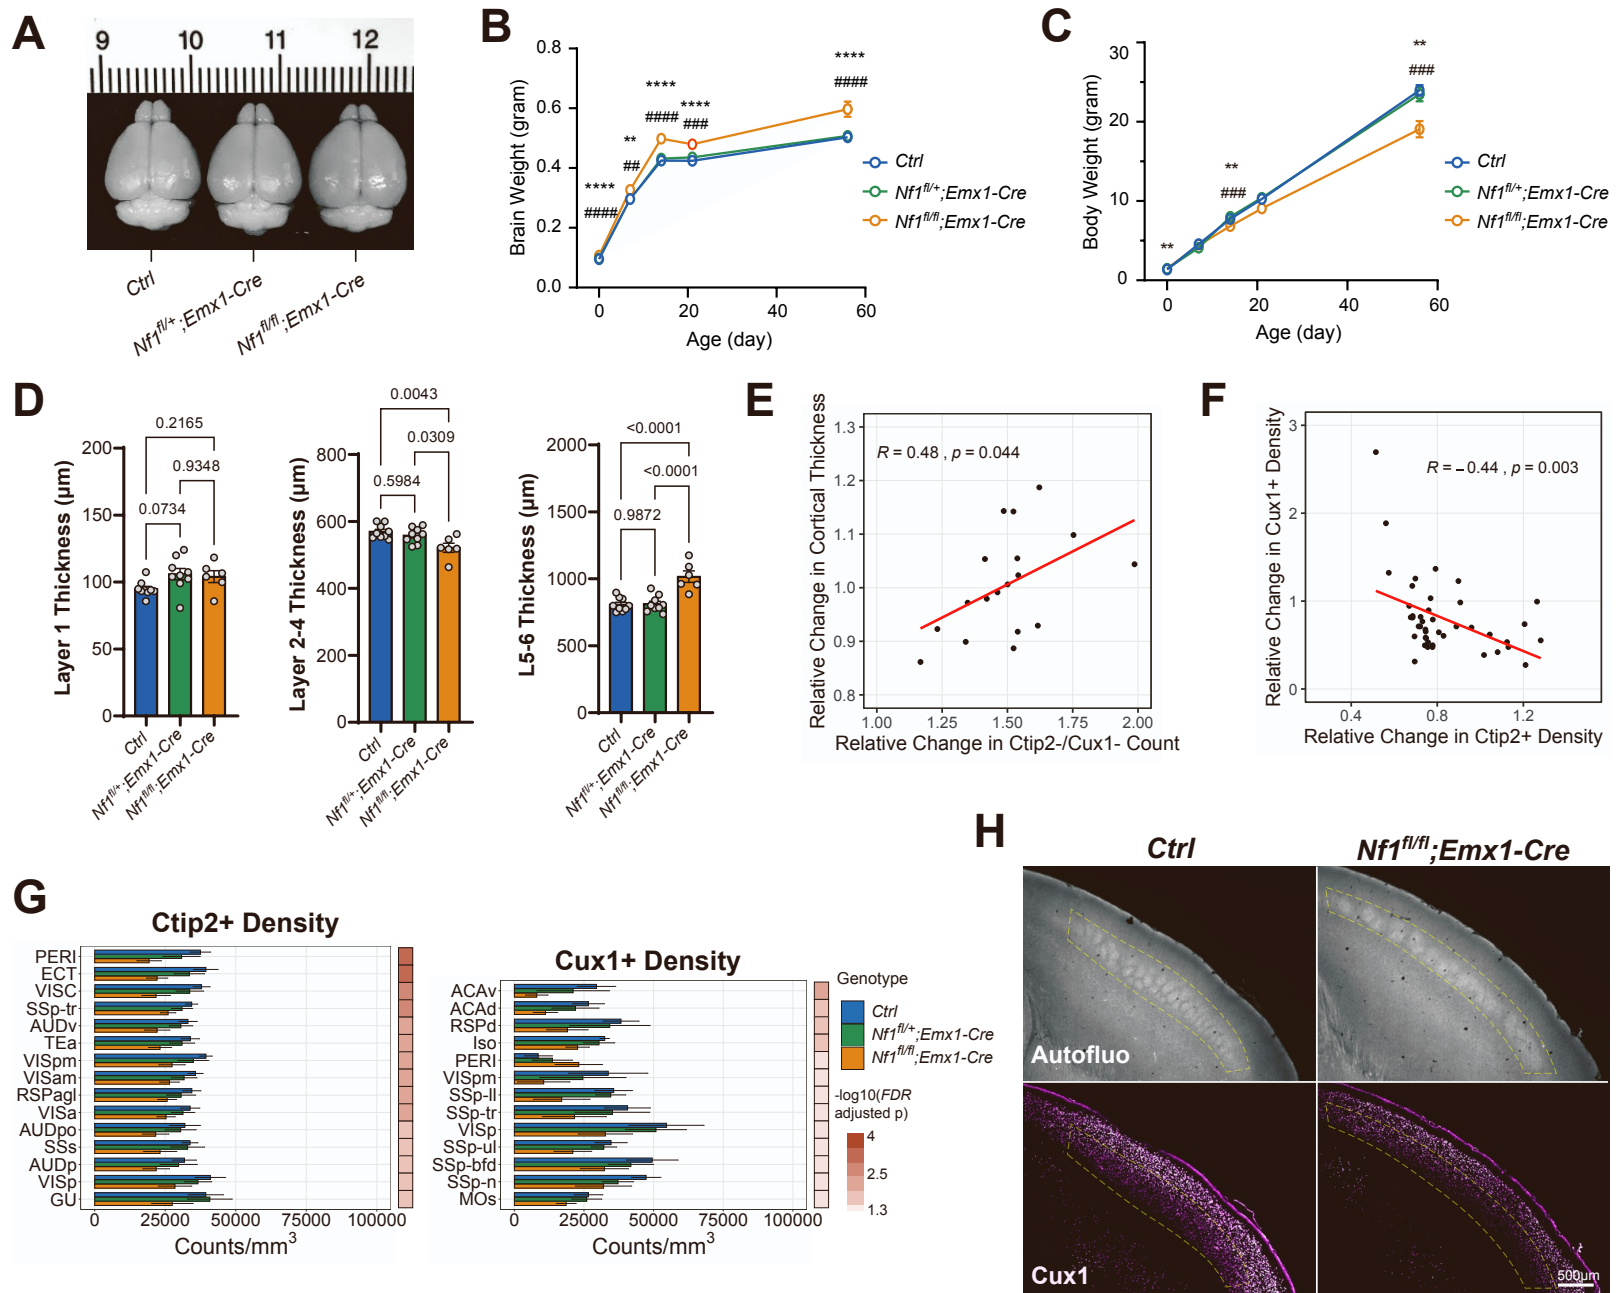 A
9 10 11 12
Ctrl
Nf1fl/+;Emx1-Cre
Nf1fl/fl;Emx1-Cre
B
Brain Weight (gram)
0.8
0.6
0.4
0.2
0.0
0 20 40 60
Age (day)
****
####
**
##
****
####
****
###
****
####
Ctrl
Nf1fl/+;Emx1-Cre
Nf1fl/fl;Emx1-Cre
C
Body Weight (gram)
30
20
10
0
0 20 40 60
Age (day)
**
**
###
**
###
Ctrl
Nf1fl/+;Emx1-Cre
Nf1fl/fl;Emx1-Cre
D
Layer 1 Thickness (µm)
200
150
100
50
0
0.2165
0.9348
0.0734
Ctrl
Nf1fl/+;Emx1-Cre
Nf1fl/fl;Emx1-Cre
Layer 2-4 Thickness (µm)
800
600
400
200
0
0.0043
0.0309
0.5984
Ctrl
Nf1fl/+;Emx1-Cre
Nf1fl/fl;Emx1-Cre
L5-6 Thickness (µm)
2000
1500
1000
500
0
<0.0001
<0.0001
0.9872
Ctrl
Nf1fl/+;Emx1-Cre
Nf1fl/fl;Emx1-Cre
E
Relative Change in Cortical Thickness
1.3
1.2
1.1
1.0
0.9
0.8
R = 0.48 , p = 0.044
1.00 1.25 1.50 1.75 2.00
Relative Change in Ctip2-/Cux1- Count
F
Relative Change in Cux1+ Density
3
2
1
0
R = −0.44 , p = 0.003
0.4 0.8 1.2
Relative Change in Ctip2+ Density
G
Ctip2+ Density
PERI
ECT
VISC
SSp-tr
AUDv
TEa
VISpm
VISam
RSPagl
VISa
AUDpo
SSs
AUDp
VISp
GU
0 25000 50000 75000 100000
Counts/mm3
Cux1+ Density
ACAv
ACAd
RSPd
Iso
PERI
VISpm
SSp-ll
SSp-tr
VISp
SSp-ul
SSp-bfd
SSp-n
MOs
0 25000 50000 75000 100000
Counts/mm3
Genotype
Ctrl
Nf1fl/+;Emx1-Cre
Nf1fl/fl;Emx1-Cre
-log10(FDR
adjusted p)
4
2.5
1.3
H
Ctrl
Nf1fl/fl;Emx1-Cre
Autofluo
Cux1
500µm